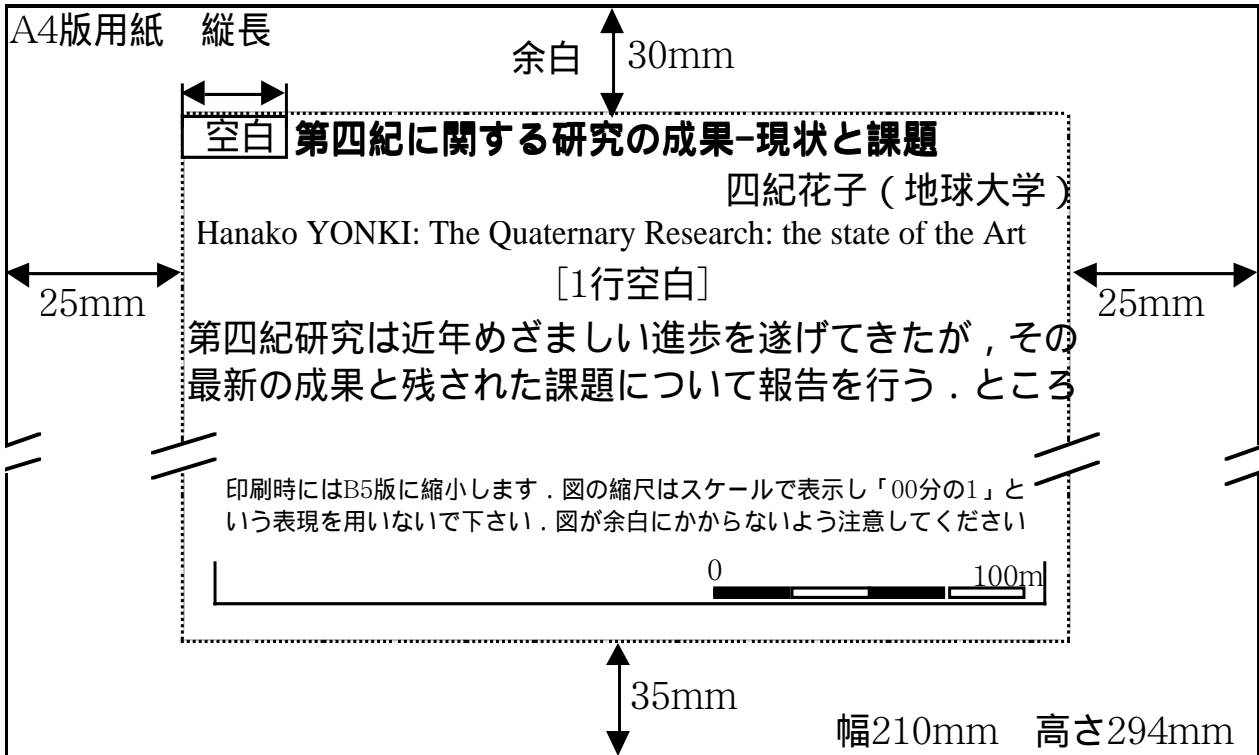 A4版用紙　縦長
余白 30mm
空白 第四紀に関する研究の成果−現状と課題
四紀花子（地球大学）
Hanako YONKI: The Quaternary Research: the state of the Art
25mm
［1行空白］
25mm
第四紀研究は近年めざましい進歩を遂げてきたが，その
最新の成果と残された課題について報告を行う．ところ
印刷時にはB5版に縮小します．図の縮尺はスケールで表示し「00分の1」と
いう表現を用いないで下さい．図が余白にかからないよう注意してください
0 100m
35mm
幅210mm　高さ294mm